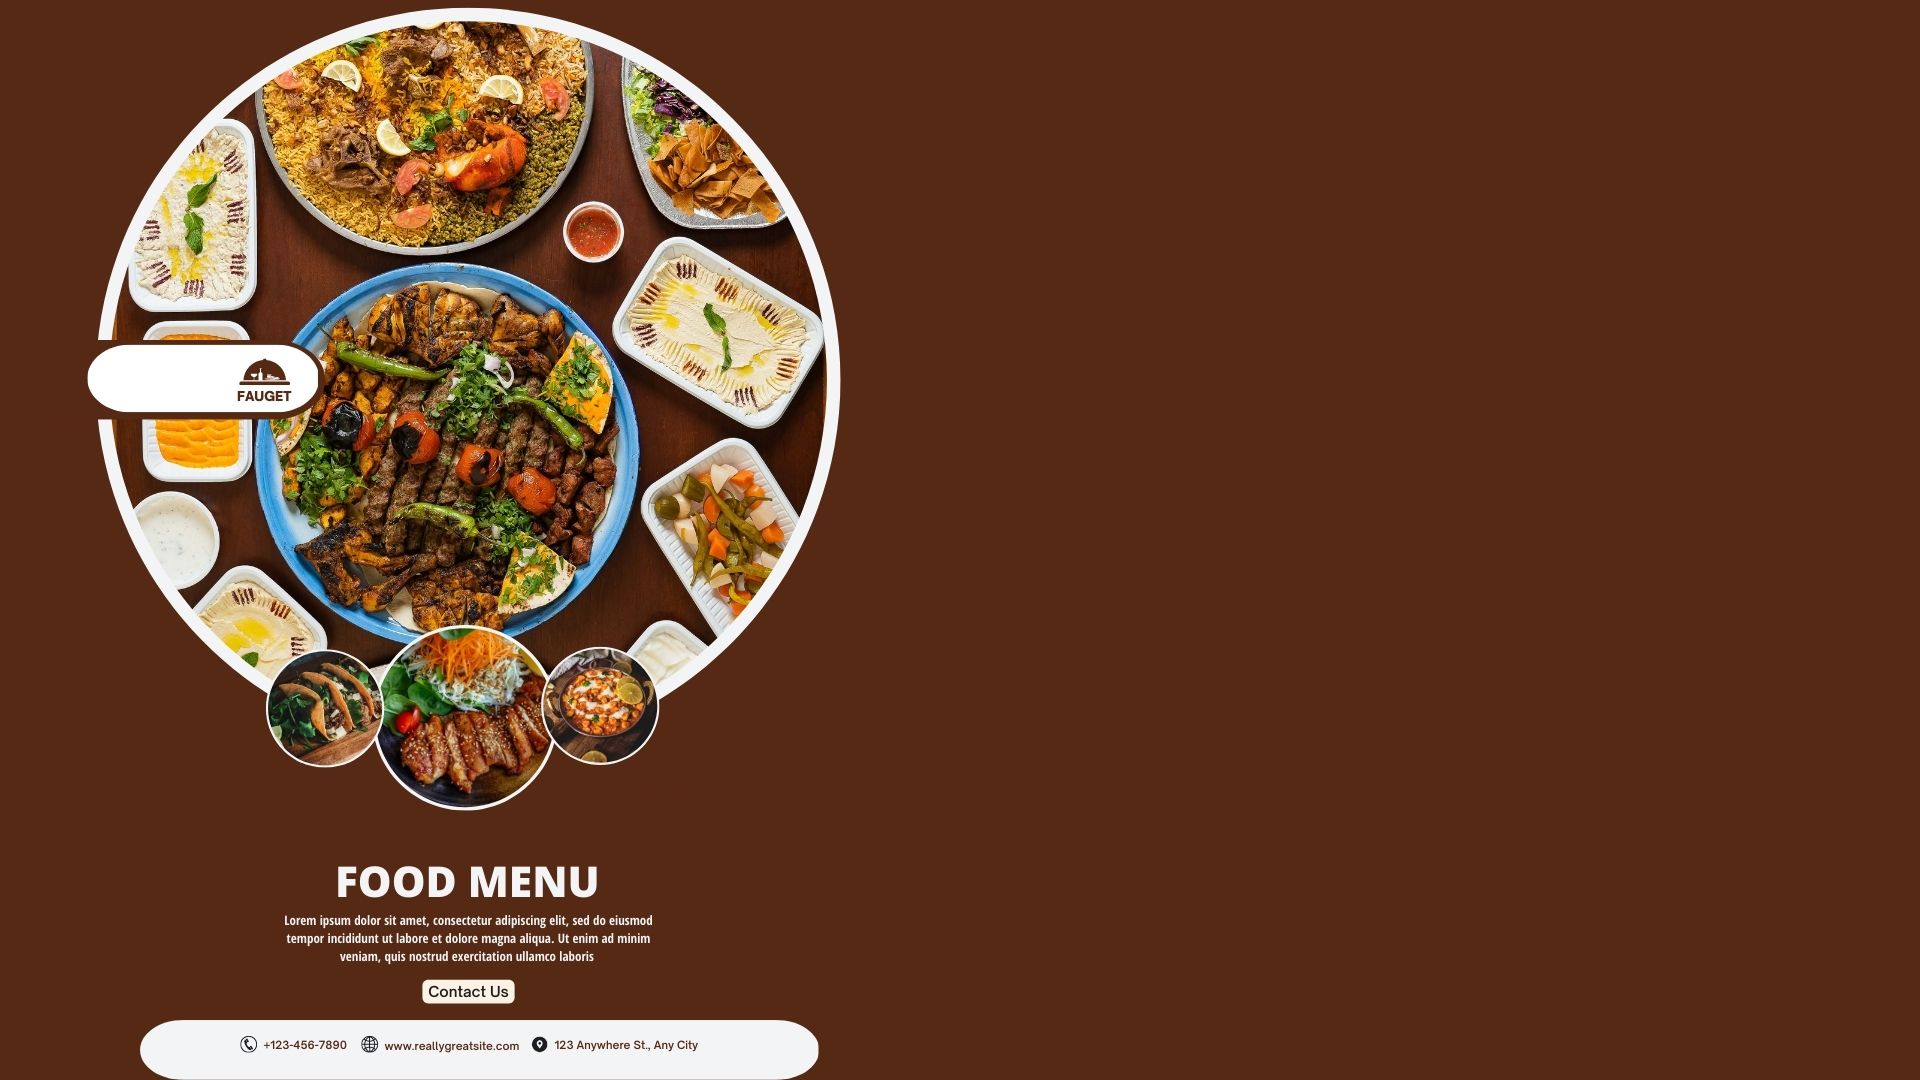 FAUGET
FOOD MENU
Lorem ipsum dolor sit amet, consectetur adipiscing elit, sed do eiusmod
tempor incididunt ut labore et dolore magna aliqua. Ut enim ad minim
veniam, quis nostrud exercitation ullamco laboris
Contact Us
+123-456-7890 www.reallygreatsite.com 123 Anywhere St., Any City